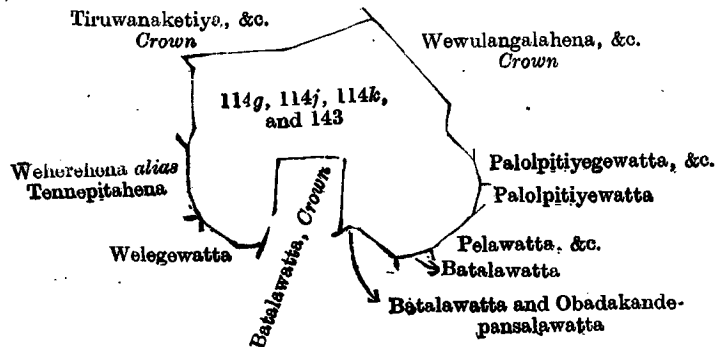 Tiruwanaketiya, &c.
Crown
Wewulangalahena, &c.
Crown
114g, 114j, 114k,
and 143
Weherehena alias
Tennepitahena
Palolpitiyegewatta, &c.
Palolpitiyewatta
Welegewatta
Batalawatta, Crown
Pelawatta, &c.
Batalawatta
Batalawatta and Obadakande-
pansalawatta